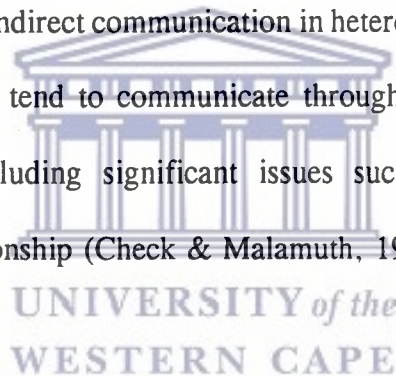 ndirect communication in heter
tend to communicate through
luding significant issues suc
onship (Check & Malamuth, 19
UNIVERSITY of the
WESTERN CAPE